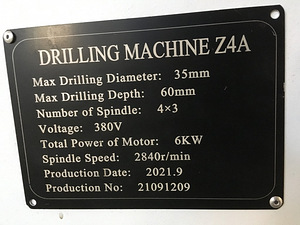 DRILLING MACHINE Z4A
Max Drilling Diameter: 35mm
Max Drilling Depth: 60mm
Number of Spindle: 4×3
Voltage: 380V
Total Power of Motor: 6KW
Spindle Speed: 2840r/min
Production Date: 2021.9
Production No: 21091209